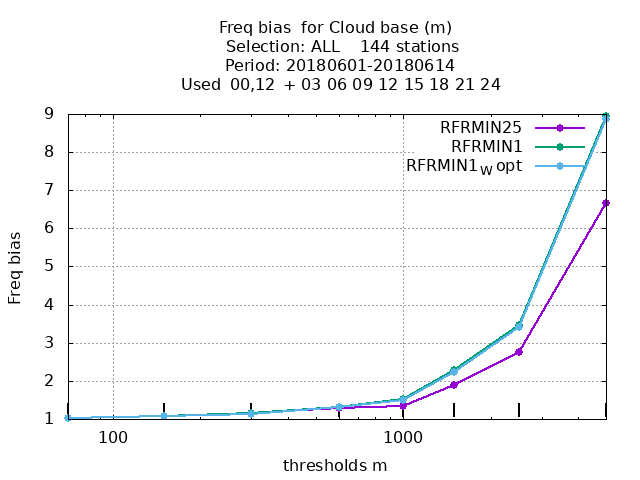 Freq bias  for Cloud base (m)
Selection: ALL    144 stations
Period: 20180601-20180614
Used  00,12  + 03 06 09 12 15 18 21 24
RFRMIN25
RFRMIN1
RFRMIN1W opt
9
8
7
6
5
4
3
2
1
Freq bias
100 1000
thresholds m